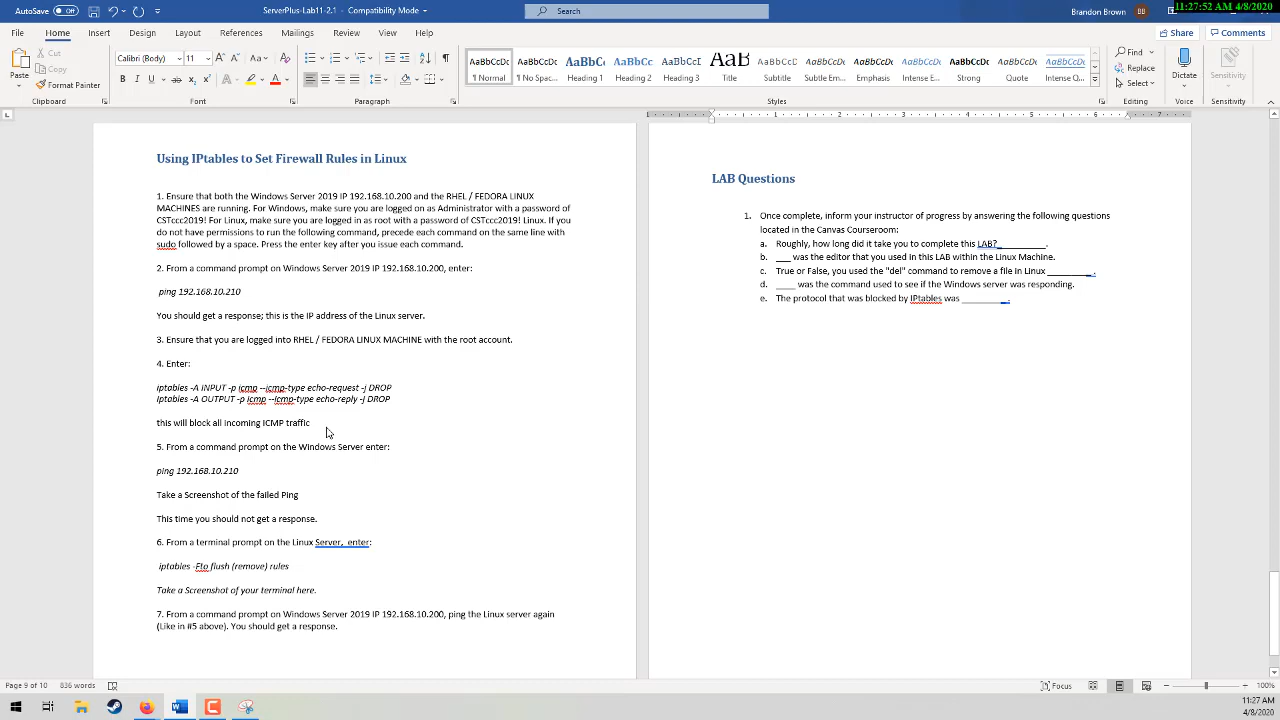 AutoSave Off
ServerPlus-Lab11-2.1 - Compatibility Mode
Search
Brandon Brown BB
11:27:52 AM 4/8/2020
File Home Insert Design Layout References Mailings Review View Help
Share Comments
Paste
Cut
Copy
Format Painter
Clipboard
Calibri (Body) 11
Font
Paragraph
AaBbCcDc
¶ Normal
AaBbCcDc
¶ No Spac...
AaBbC
Heading 1
AaBbCc
Heading 2
AaBbCc
Heading 3
AaB
Title
AaBbCcD
Subtitle
AaBbCcDc
Subtle Em...
AaBbCcDc
Emphasis
AaBbCcDc
Intense E...
AaBbCcDc
Strong
AaBbCcDc
Quote
AaBbCcDc
Intense Q...
Styles
Find
Replace
Select
Editing
Dictate
Voice
Sensitivity
Sensitivity
Using IPtables to Set Firewall Rules in Linux
1. Ensure that both the Windows Server 2019 IP 192.168.10.200 and the RHEL / FEDORA LINUX
MACHINES are running. For Windows, make sure you are logged on as Administrator with a password of
CSTccc2019! For Linux, make sure you are logged in as root with a password of CSTccc2019! Linux. If you
do not have permissions to run the following command, precede each command on the same line with
sudo followed by a space. Press the enter key after you issue each command.
2. From a command prompt on Windows Server 2019 IP 192.168.10.200, enter:
ping 192.168.10.210
You should get a response; this is the IP address of the Linux server.
3. Ensure that you are logged into RHEL / FEDORA LINUX MACHINE with the root account.
4. Enter:
iptables -A INPUT -p icmp --icmp-type echo-request -j DROP
iptables -A OUTPUT -p icmp --icmp-type echo-reply -j DROP
this will block all incoming ICMP traffic
5. From a command prompt on the Windows Server enter:
ping 192.168.10.210
Take a Screenshot of the failed Ping
This time you should not get a response.
6. From a terminal prompt on the Linux Server, enter:
iptables -Fto flush (remove) rules
Take a Screenshot of your terminal here.
7. From a command prompt on Windows Server 2019 IP 192.168.10.200, ping the Linux server again
(Like in #5 above). You should get a response.
LAB Questions
1. Once complete, inform your instructor of progress by answering the following questions
located in the Canvas Courseroom:
a. Roughly, how long did it take you to complete this LAB?__________.
b. ___ was the editor that you used in this LAB within the Linux Machine.
c. True or False, you used the "del" command to remove a file in Linux __________.
d. ____ was the command used to see if the Windows server was responding.
e. The protocol that was blocked by IPtables was __________.
Page 9 of 10 836 words
Focus
100%
11:27 AM
4/8/2020